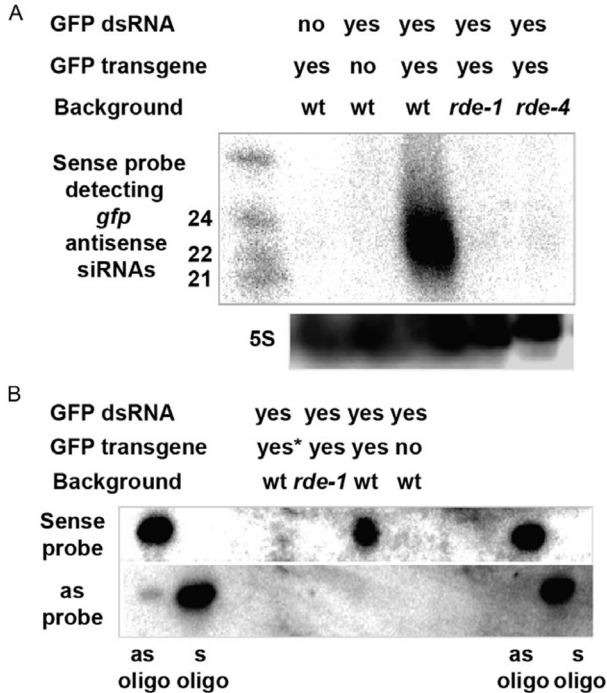 A
GFP dsRNA no yes yes yes yes
GFP transgene yes no yes yes yes
Background wt wt wt rde-1 rde-4
Sense probe
detecting
gfp
antisense
siRNAs
24
22
21
5S
B
GFP dsRNA yes yes yes yes
GFP transgene yes* yes yes no
Background wt rde-1 wt wt
Sense
probe
as
probe
as s as s
oligo oligo oligo oligo